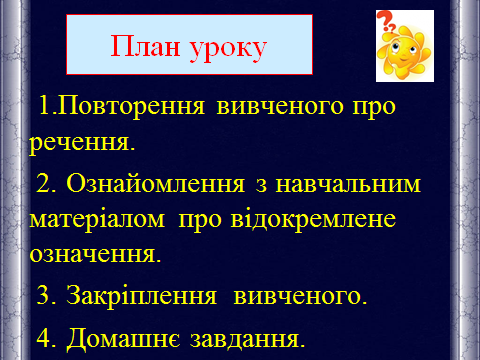 План уроку
1.Повторення вивченого про
речення.
2. Ознайомлення з навчальним
матеріалом про відокремлене
означення.
3. Закріплення вивченого.
4. Домашнє завдання.